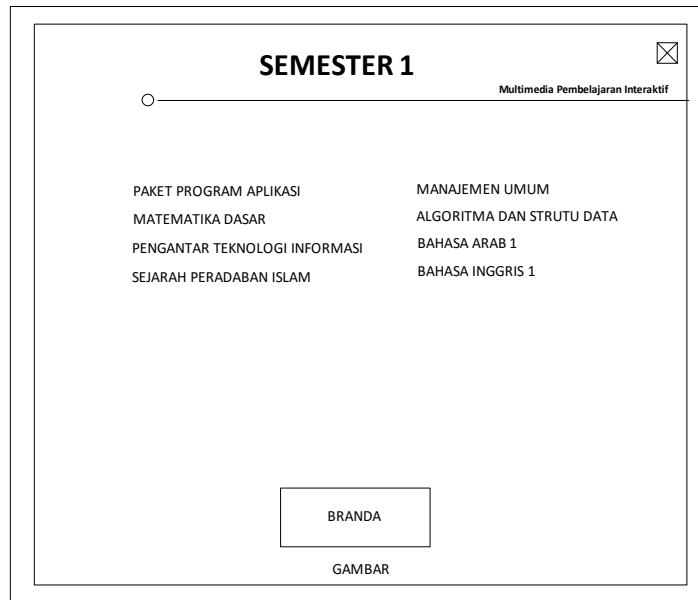 SEMESTER 1
Multimedia Pembelajaran Interaktif
PAKET PROGRAM APLIKASI
MATEMATIKA DASAR
PENGANTAR TEKNOLOGI INFORMASI
SEJARAH PERADABAN ISLAM
MANAJEMEN UMUM
ALGORITMA DAN STRUTU DATA
BAHASA ARAB 1
BAHASA INGGRIS 1
BRANDA
GAMBAR